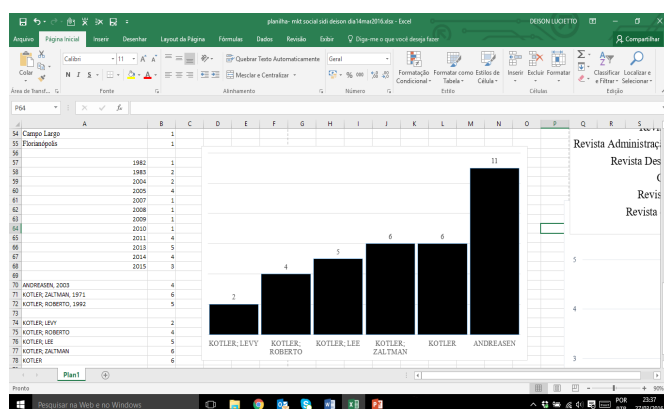 planilha- mkt social sidi deison dia14mar2016.xlsx - Excel
DEISON LUCIETTO
Arquivo Página Inicial Inserir Desenhar Layout da Página Fórmulas Dados Revisão Exibir Diga-me o que você deseja fazer Compartilhar
Colar
Calibri 11
N I S
Quebrar Texto Automaticamente
Mesclar e Centralizar
Geral
% 000
Formatação Condicional
Formatar como Tabela
Estilos de Célula
Inserir Excluir Formatar
Classificar e Filtrar
Localizar e Selecionar
Área de Transf... Fonte Alinhamento Número Estilo Células Edição
P64 fx
A B C D E F G H I J K L M N O P Q R S
54 Campo Largo 1
55 Florianópolis 1
56
57 1982 1
58 1983 2
59 2004 2
60 2005 4
61 2007 1
62 2008 1
63 2009 1
64 2010 1
65 2011 4
66 2013 5
67 2014 4
68 2015 3
69
70 ANDREASEN, 2003 4
71 KOTLER; ZALTMAN, 1971 6
72 KOTLER; ROBERTO, 1992 5
73
74 KOTLER; LEVY 2
75 KOTLER; ROBERTO 4
76 KOTLER; LEE 5
77 KOTLER; ZALTMAN 6
78 KOTLER 6
2 4 5 6 6 11
KOTLER; LEVY
KOTLER; ROBERTO
KOTLER; LEE
KOTLER; ZALTMAN
KOTLER
ANDREASEN
Revista Administraç
Revista Des
Revis
Revista
5
4
3
Plan1
Pronto
90%
Pesquisar na Web e no Windows
POR
23:37